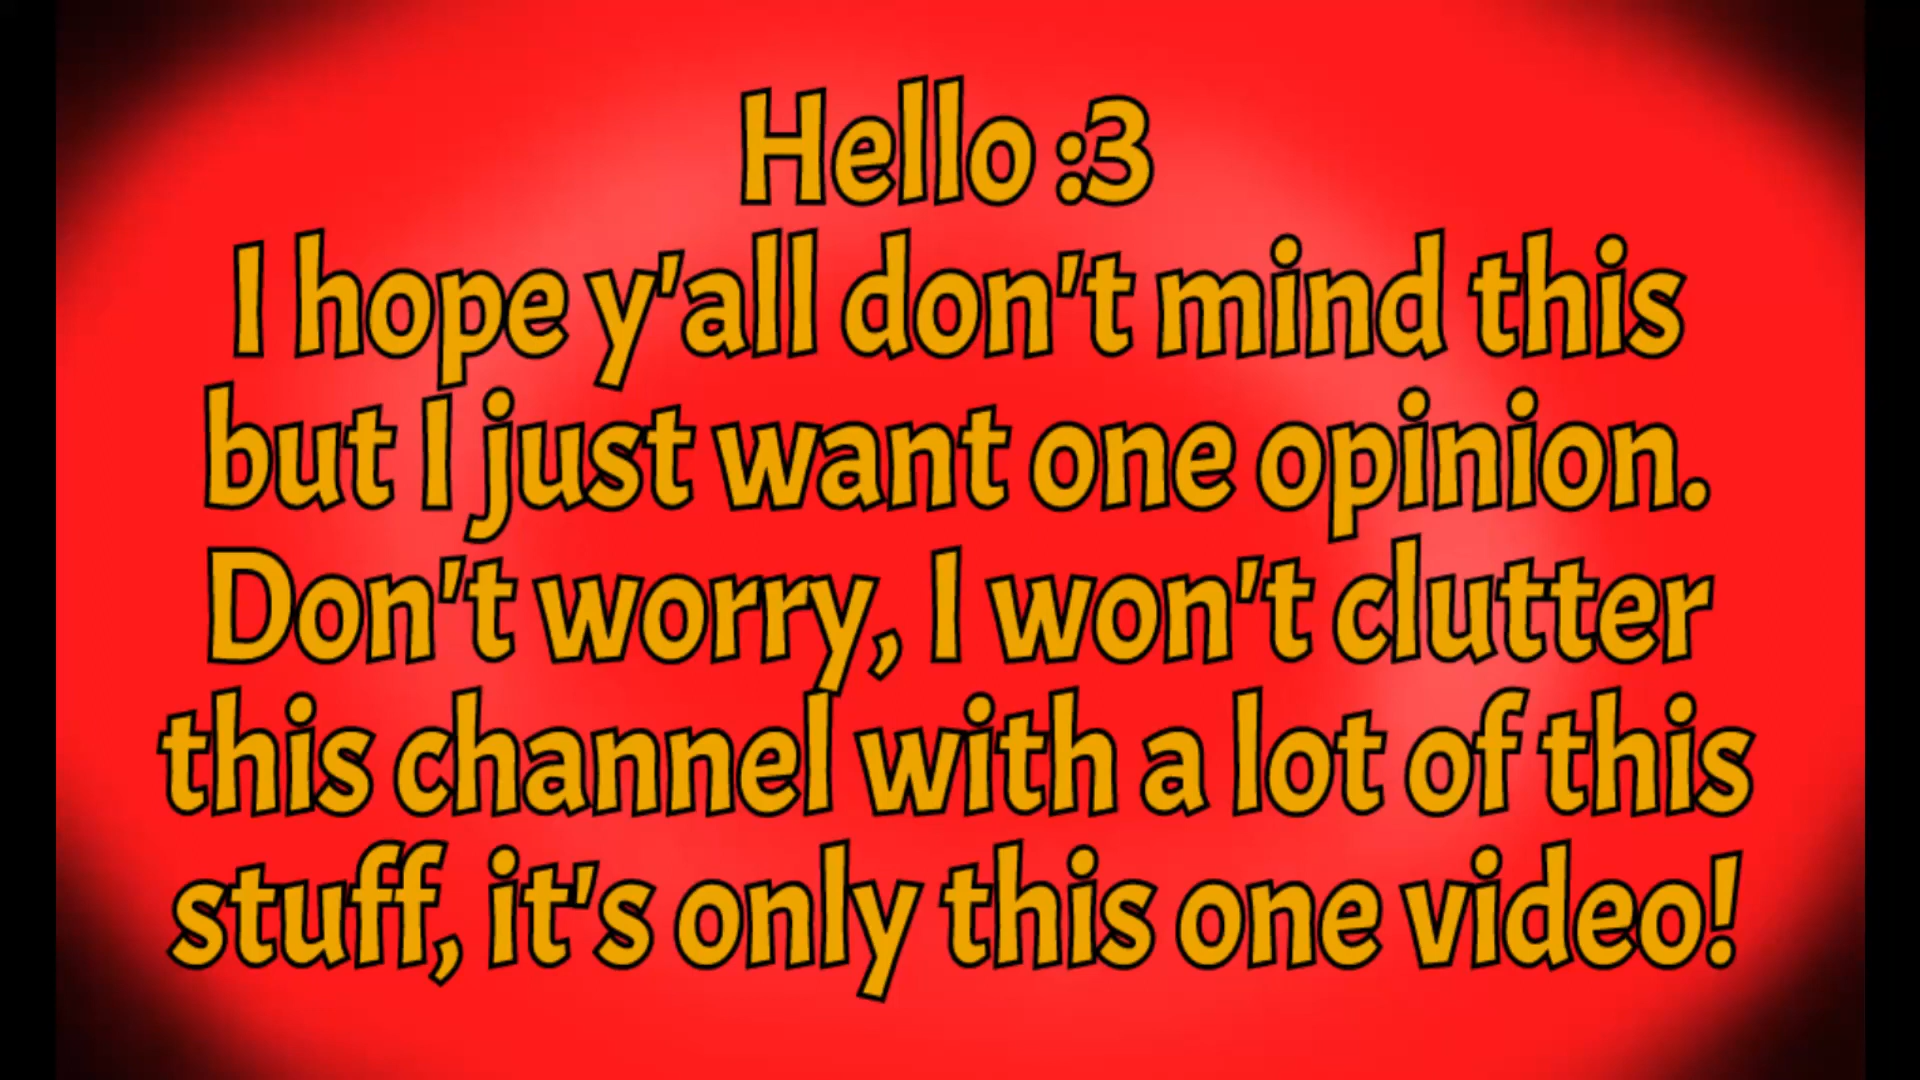 Hello :3
I hope y'all don't mind this
but I just want one opinion.
Don't worry, I won't clutter
this channel with a lot of this
stuff, it's only this one video!